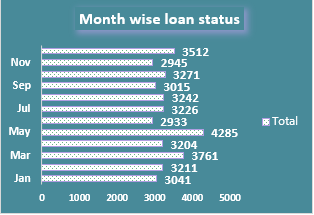 Month wise loan status
3512
Nov 2945
3271
Sep 3015
3242
Jul 3226
2933
May 4285
Total
3204
Mar 3761
3211
Jan 3041
0 1000 2000 3000 4000 5000